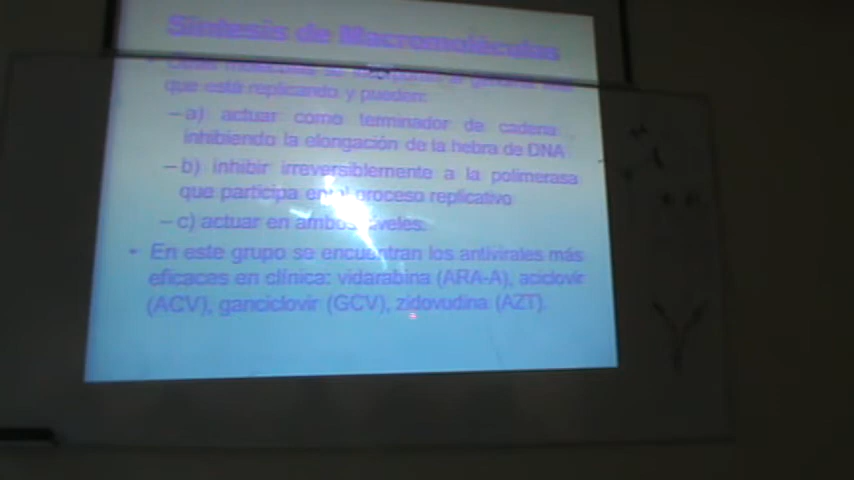 Síntesis de Macromoléculas
que están replicando y pueden:
– a) actuar como terminador de cadena
inhibiendo la elongación de la hebra de DNA
– b) inhibir irreversiblemente a la polimerasa
que participa en el proceso replicativo
– c) actuar en ambos niveles.
• En este grupo se encuentran los antivirales más
eficaces en clínica: vidarabina (ARA-A), aciclovir
(ACV), ganciclovir (GCV), zidovudina (AZT).